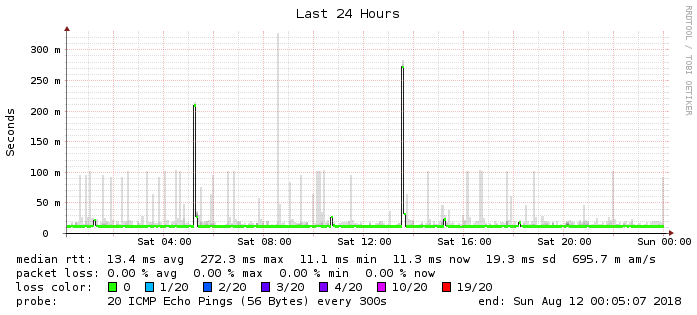 Last 24 Hours
RRDTOOL / TOBI OETIKER
Seconds
300 m
250 m
200 m
150 m
100 m
50 m
0
Sat 04:00 Sat 08:00 Sat 12:00 Sat 16:00 Sat 20:00 Sun 00:00
median rtt: 13.4 ms avg 272.3 ms max 11.1 ms min 11.3 ms now 19.3 ms sd 695.7 m am/s
packet loss: 0.00 % avg 0.00 % max 0.00 % min 0.00 % now
loss color: 0 1/20 2/20 3/20 4/20 10/20 19/20
probe: 20 ICMP Echo Pings (56 Bytes) every 300s end: Sun Aug 12 00:05:07 2018